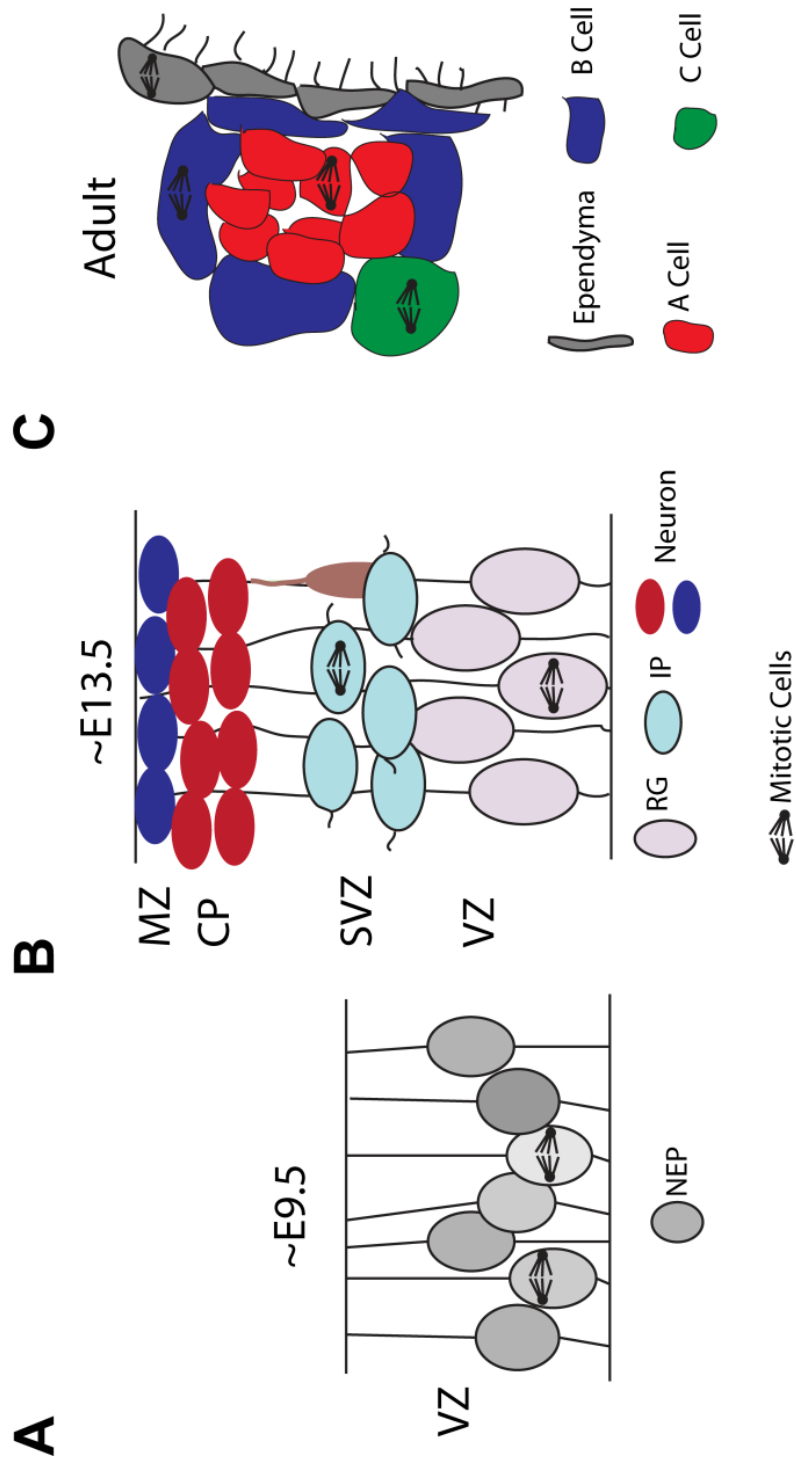 A
~E9.5
VZ
NEP
B
~E13.5
MZ
CP
SVZ
VZ
RG
IP
Neuron
Mitotic Cells
C
Adult
Ependyma
B Cell
A Cell
C Cell